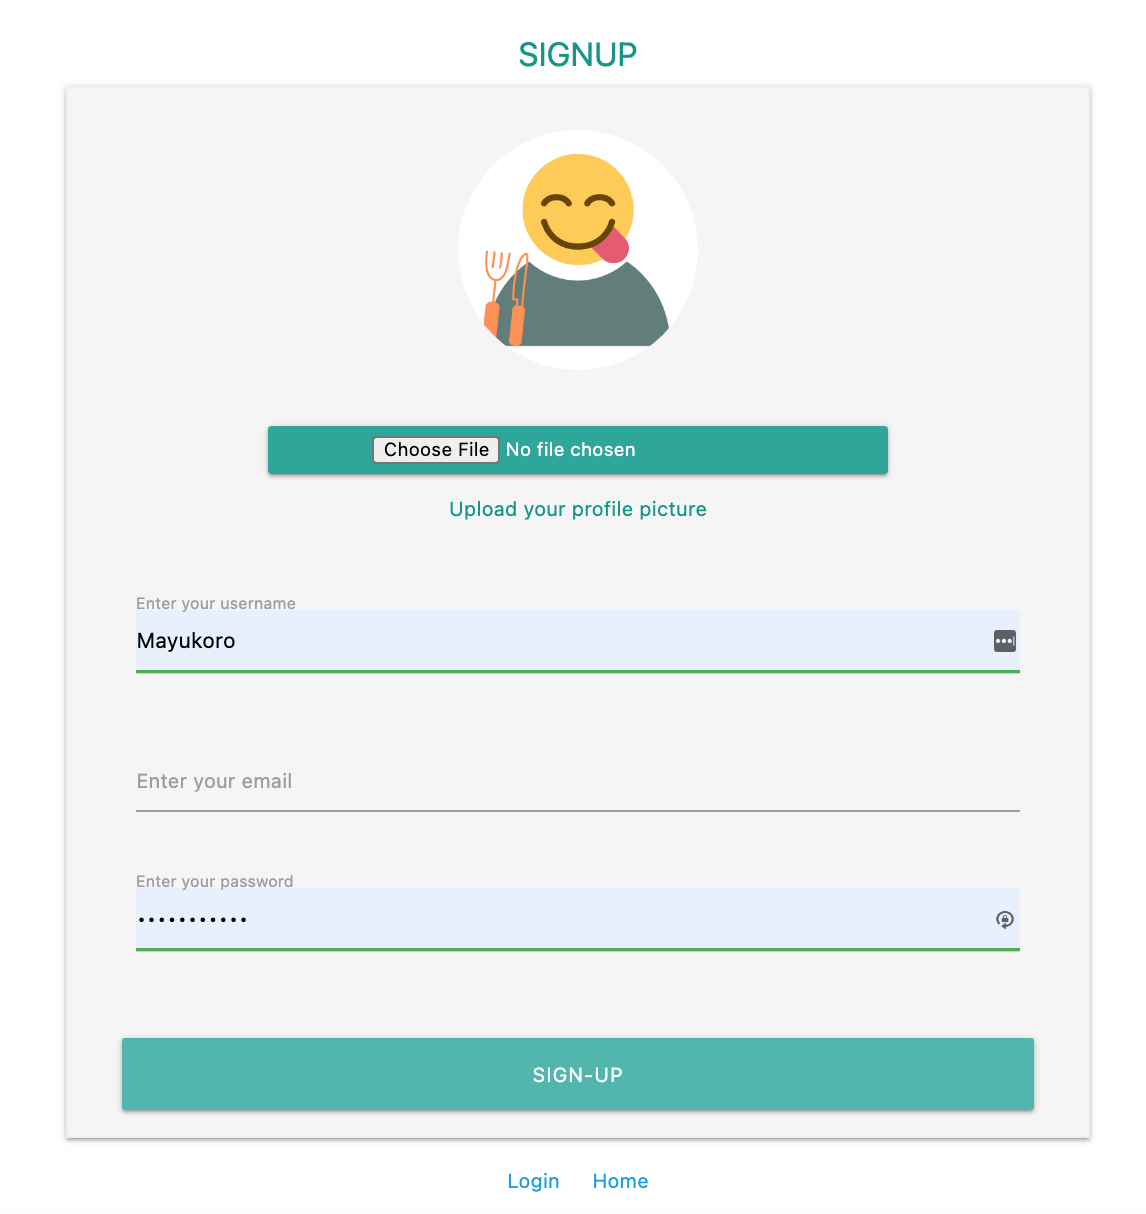 SIGNUP
Choose File No file chosen
Upload your profile picture
Enter your username
Mayukoro
Enter your email
Enter your password
•••••••••••
SIGN-UP
Login Home